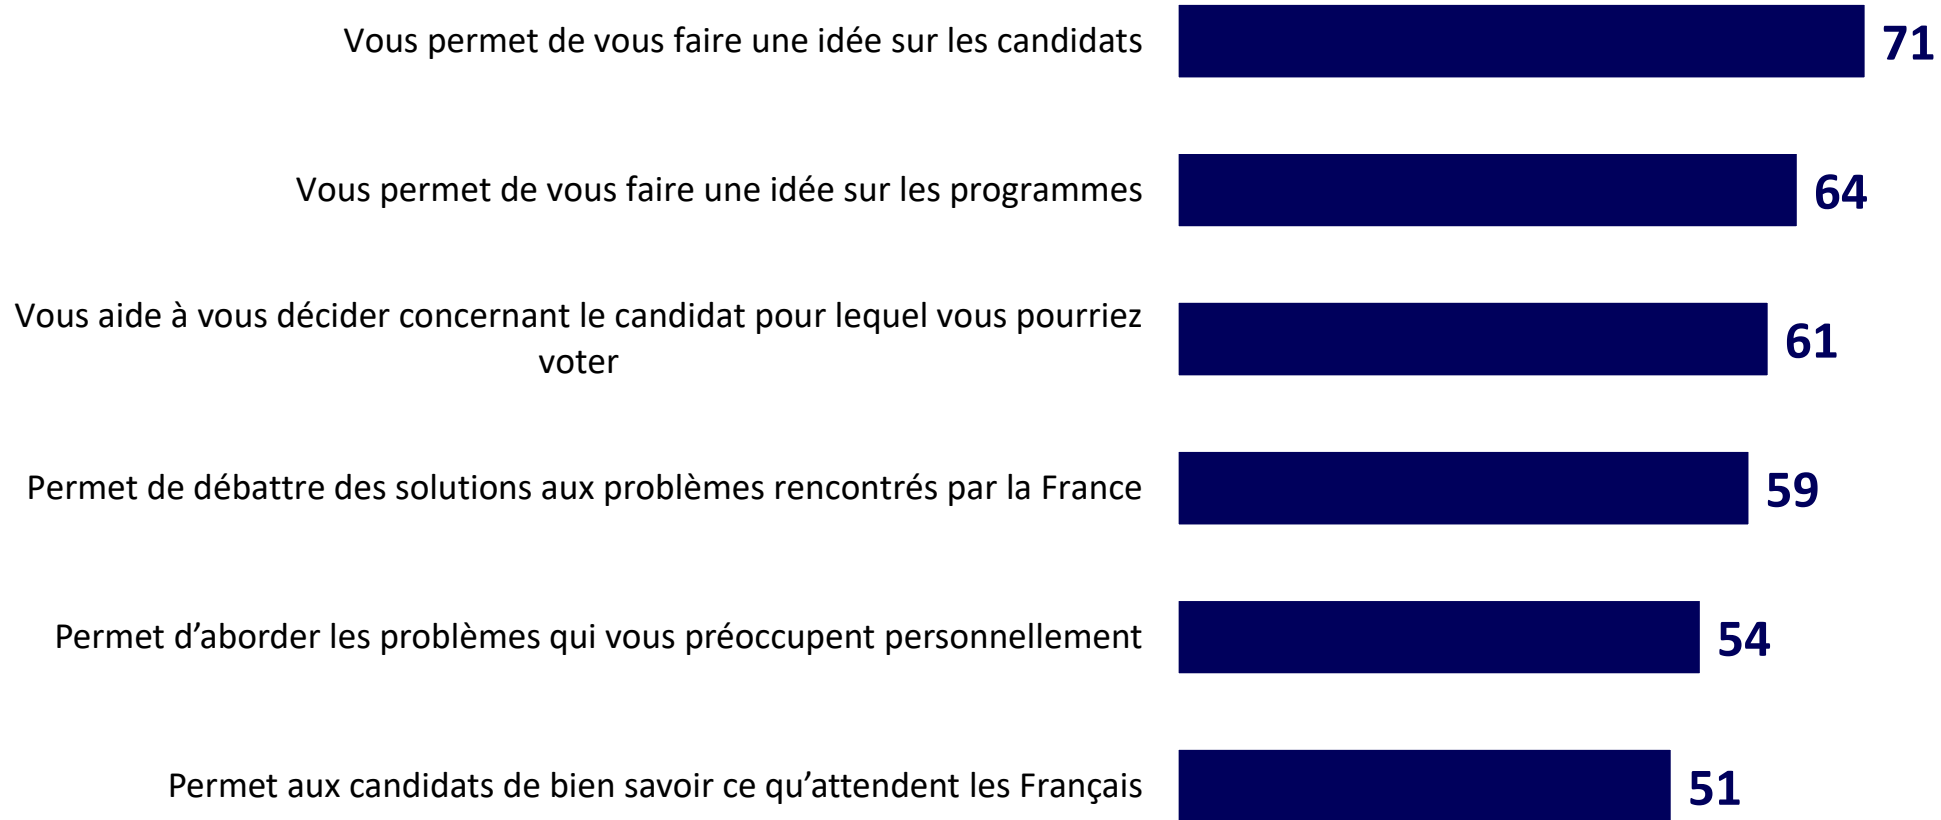 Vous permet de vous faire une idée sur les candidats 71
Vous permet de vous faire une idée sur les programmes 64
Vous aide à vous décider concernant le candidat pour lequel vous pourriez
voter 61
Permet de débattre des solutions aux problèmes rencontrés par la France 59
Permet d’aborder les problèmes qui vous préoccupent personnellement 54
Permet aux candidats de bien savoir ce qu’attendent les Français 51